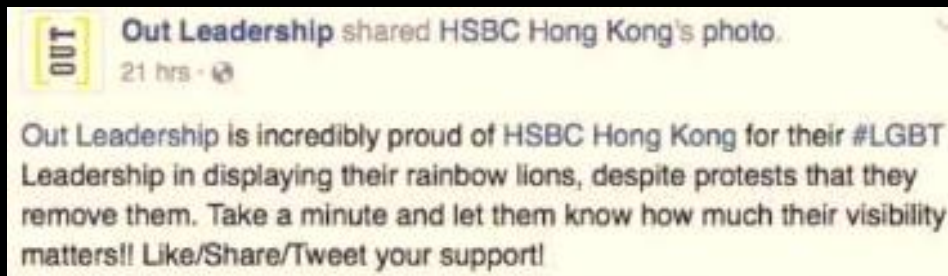 [OUT]
Out Leadership shared HSBC Hong Kong's photo.
21 hrs ·
Out Leadership is incredibly proud of HSBC Hong Kong for their #LGBT
Leadership in displaying their rainbow lions, despite protests that they
remove them. Take a minute and let them know how much their visibility
matters!! Like/Share/Tweet your support!